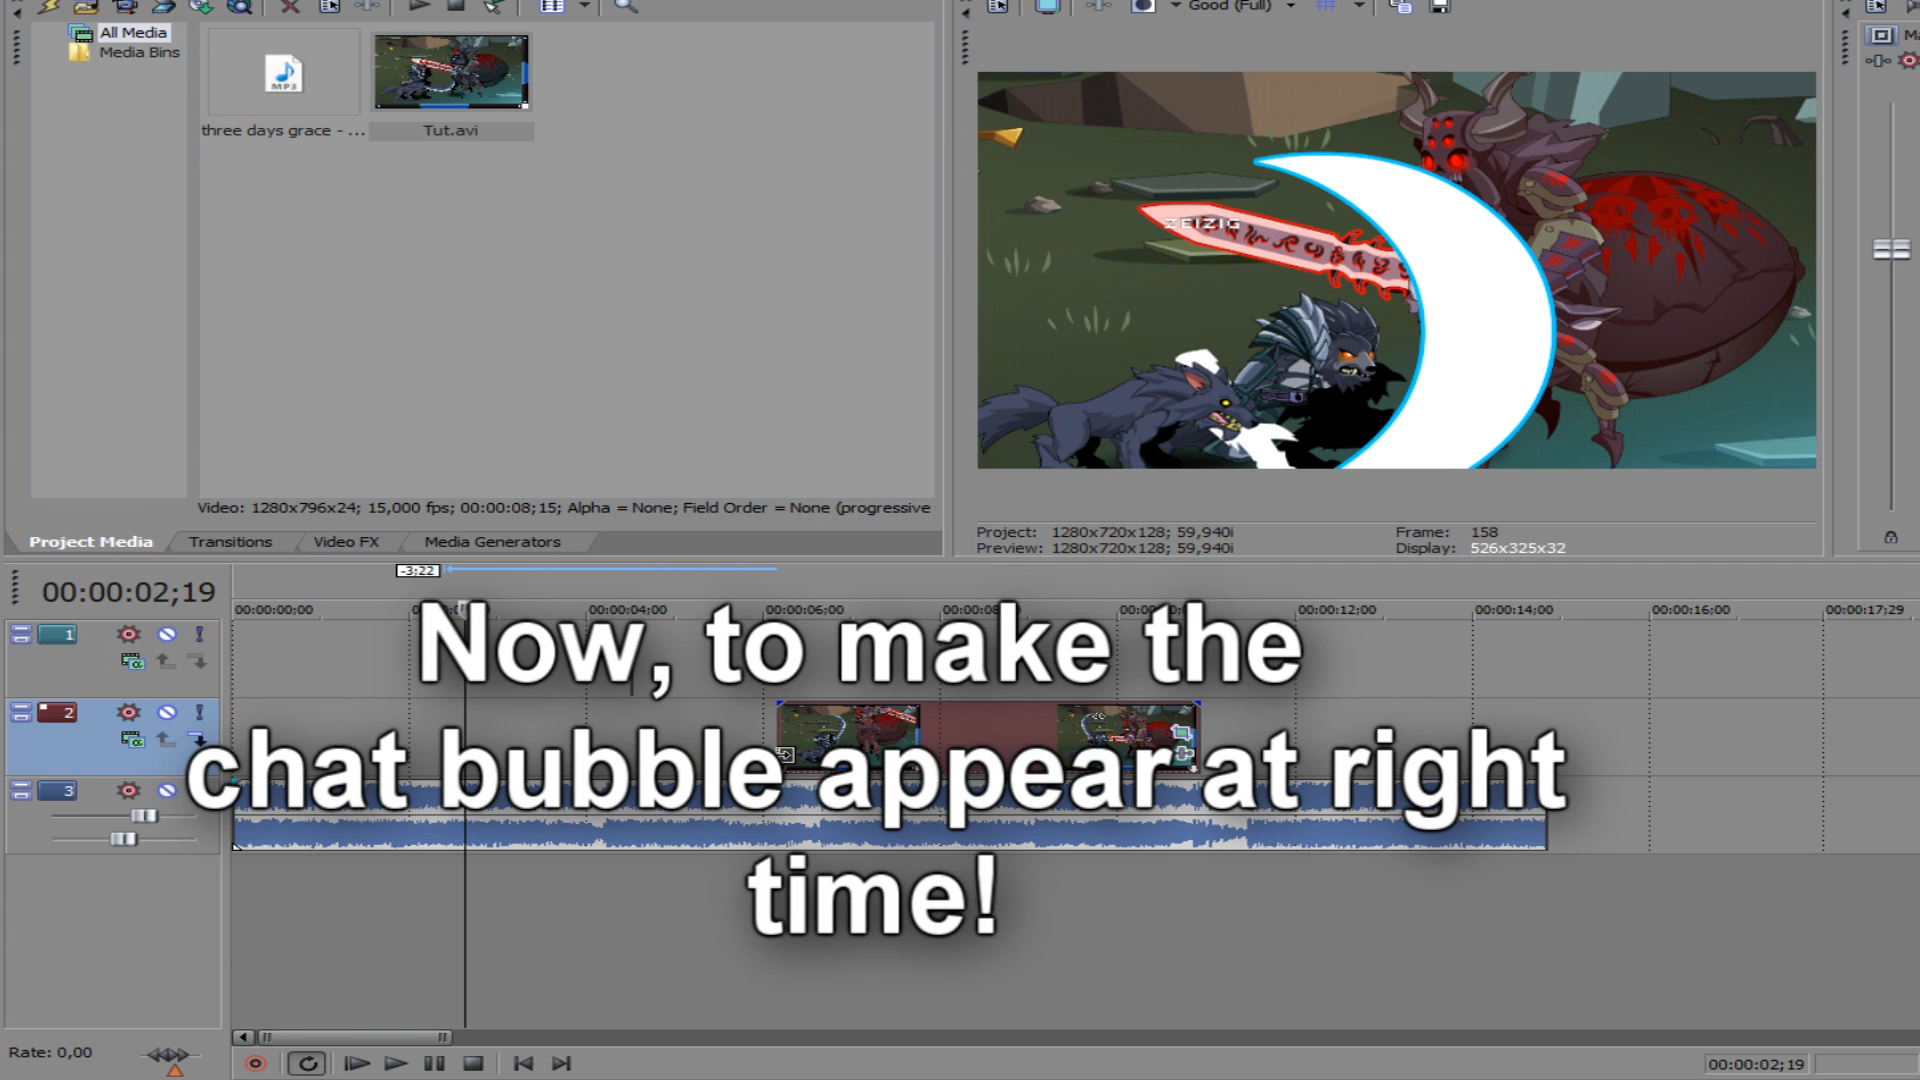 Good (Full)
All Media
Media Bins
MP3
three days grace - ...
Tut.avi
ZEIZIG
Video: 1280x796x24; 15,000 fps; 00:00:08;15; Alpha = None; Field Order = None (progressive
Project Media
Transitions
Video FX
Media Generators
Project: 1280x720x128; 59,940i
Frame: 158
Preview: 1280x720x128; 59,940i
Display: 526x325x32
-3;22
00:00:02;19
00:00:00;00
00:00:04;00
00:00:06;00
00:00:12;00
00:00:14;00
00:00:16;00
00:00:17;29
1
2
3
Now, to make the
chat bubble appear at right
time!
Rate: 0,00
00:00:02;19